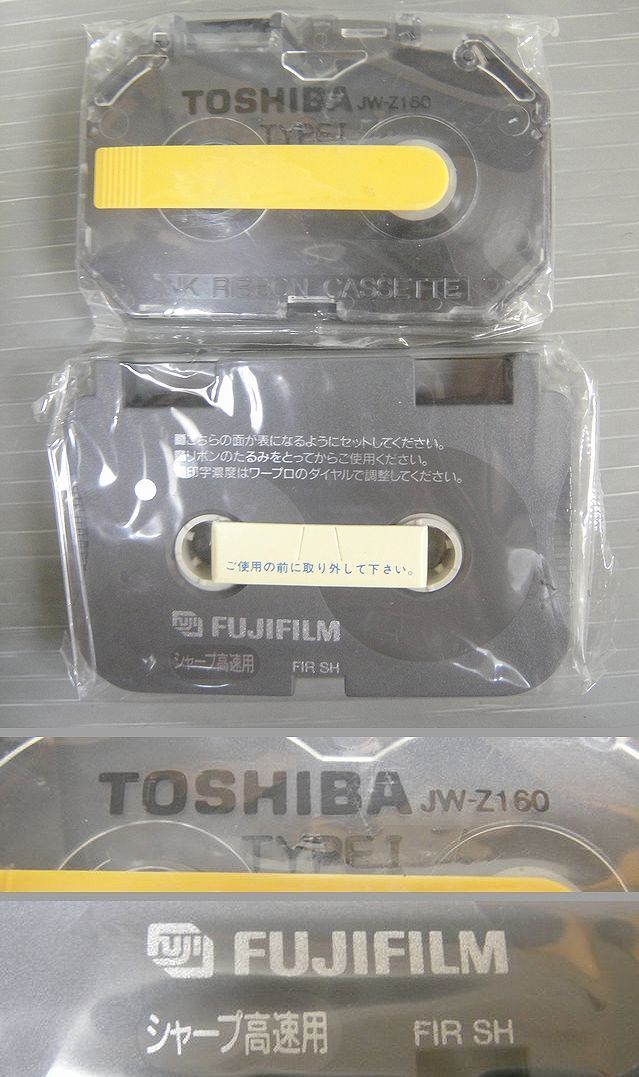 TOSHIBA JW-Z160
TYPE I
INK RIBBON CASSETTE
■こちらの面が表になるようにセットしてください。
■リボンのたるみをとってからご使用ください。
■印字濃度はワープロのダイヤルで調整してください。
ご使用の前に取り外して下さい。
FUJI FUJIFILM
シャープ高速用 FIR SH
TOSHIBA JW-Z160
TYPE I
FUJI FUJIFILM
シャープ高速用 FIR SH